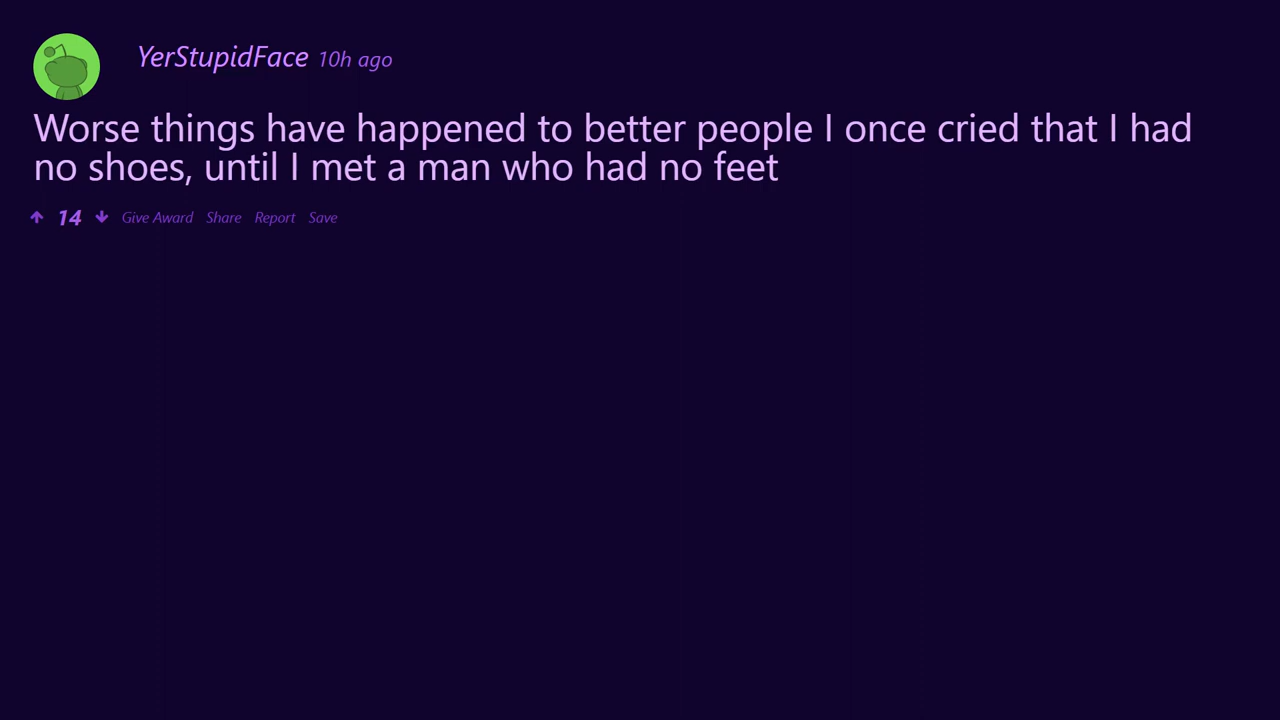 YerStupidFace 10h ago
Worse things have happened to better people I once cried that I had
no shoes, until I met a man who had no feet
14 Give Award Share Report Save